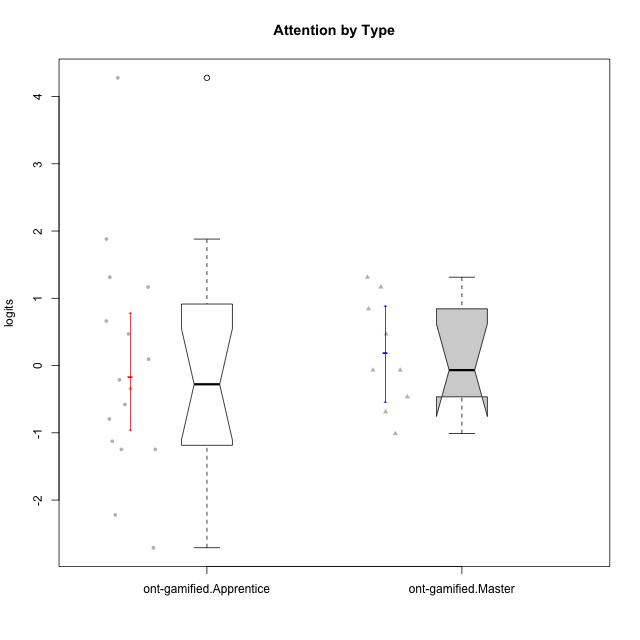 Attention by Type
logits
4
3
2
1
0
-1
-2
ont-gamified.Apprentice
ont-gamified.Master